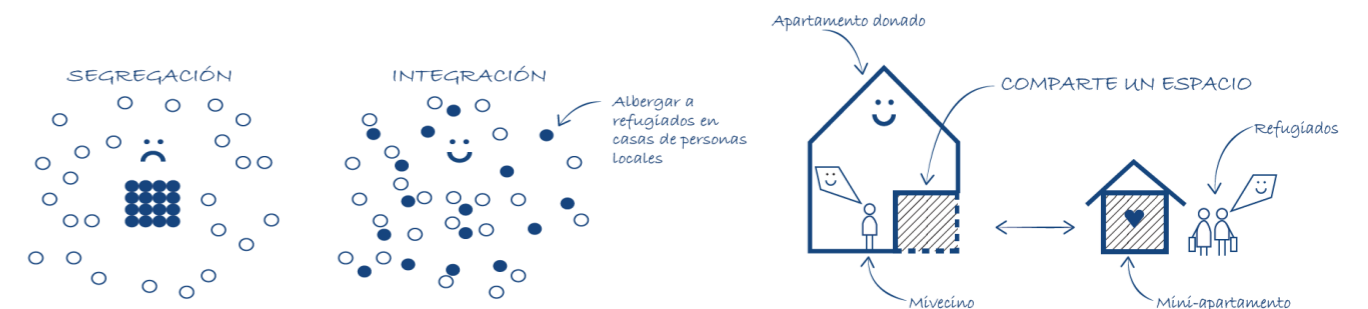 SEGREGACIÓN
INTEGRACIÓN
Albergar a
refugiados en
casas de personas
locales
Apartamento donado
COMPARTE UN ESPACIO
Refugiados
Mivecino
Mini-apartamento